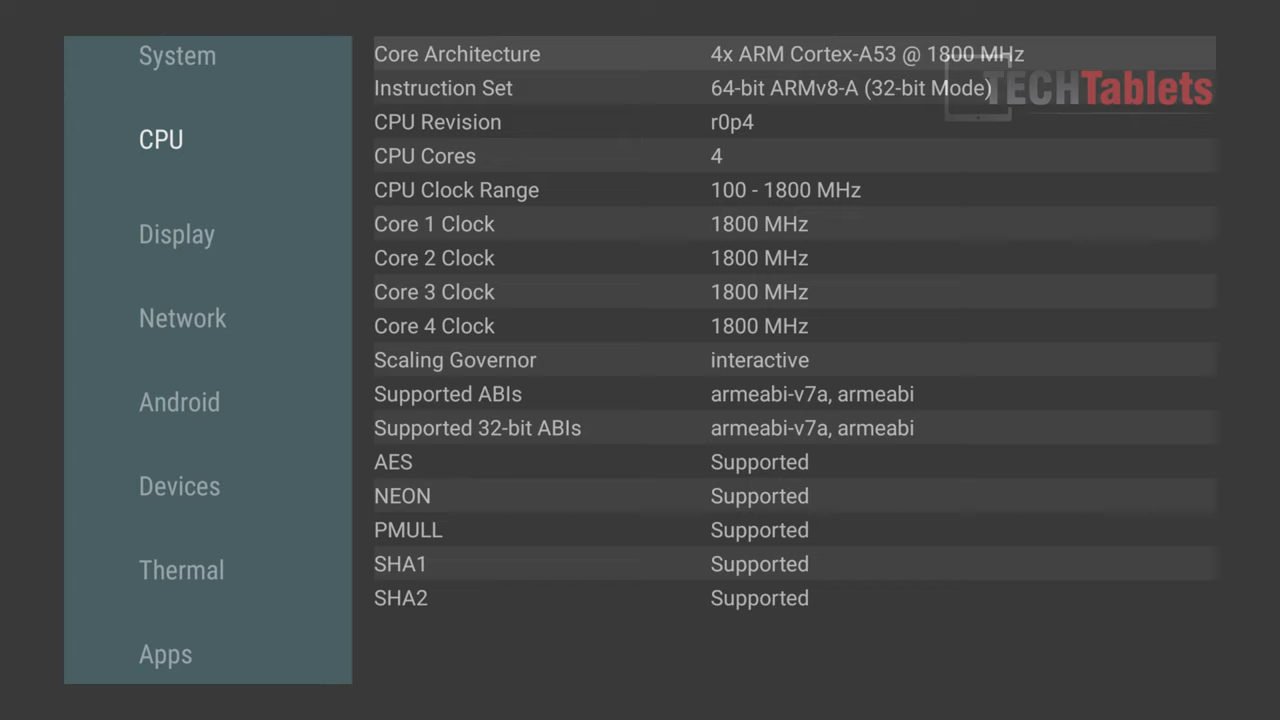 System
CPU
Display
Network
Android
Devices
Thermal
Apps
Core Architecture 4x ARM Cortex-A53 @ 1800 MHz
Instruction Set 64-bit ARMv8-A (32-bit Mode)
CPU Revision r0p4
CPU Cores 4
CPU Clock Range 100 - 1800 MHz
Core 1 Clock 1800 MHz
Core 2 Clock 1800 MHz
Core 3 Clock 1800 MHz
Core 4 Clock 1800 MHz
Scaling Governor interactive
Supported ABIs armeabi-v7a, armeabi
Supported 32-bit ABIs armeabi-v7a, armeabi
AES Supported
NEON Supported
PMULL Supported
SHA1 Supported
SHA2 Supported
TECHTablets